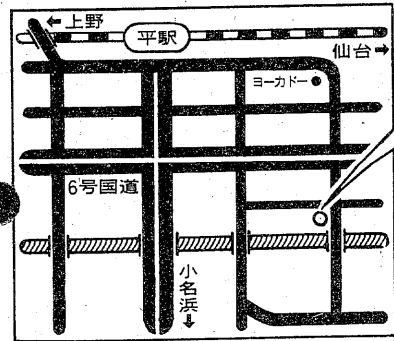 ←上野
平駅
仙台→
ヨーカドー
6号国道
小名浜↓